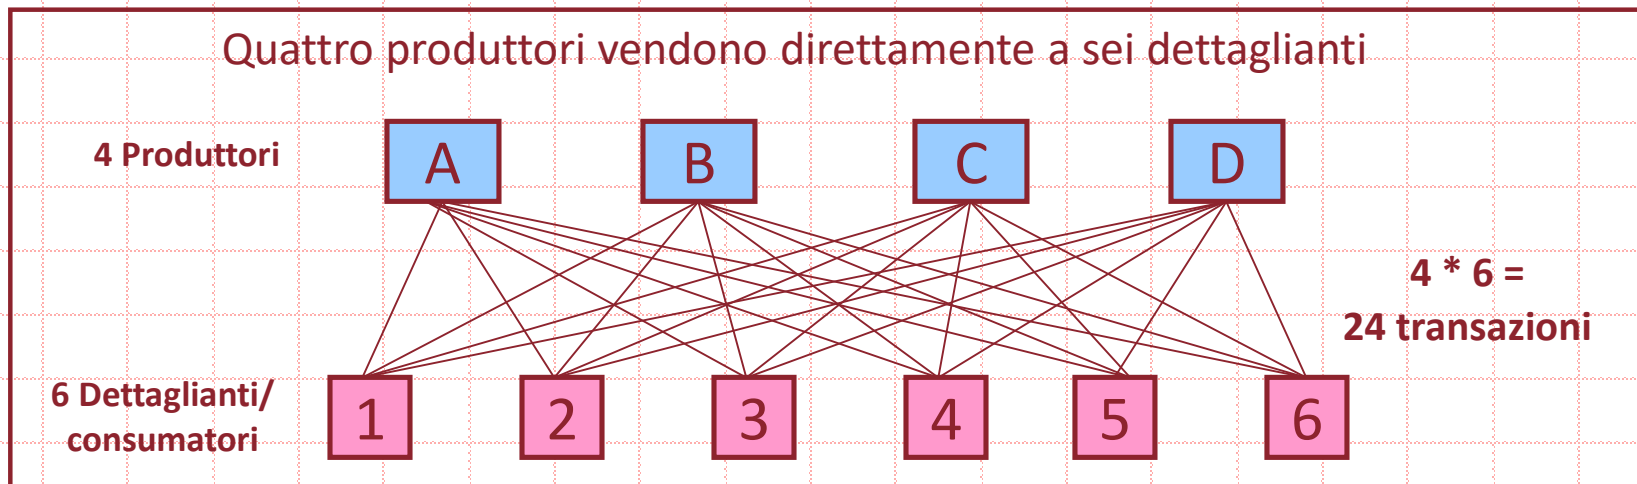 Quattro produttori vendono direttamente a sei dettaglianti
4 Produttori
A
B
C
D
4 * 6 =
24 transazioni
6 Dettaglianti/
consumatori
1
2
3
4
5
6